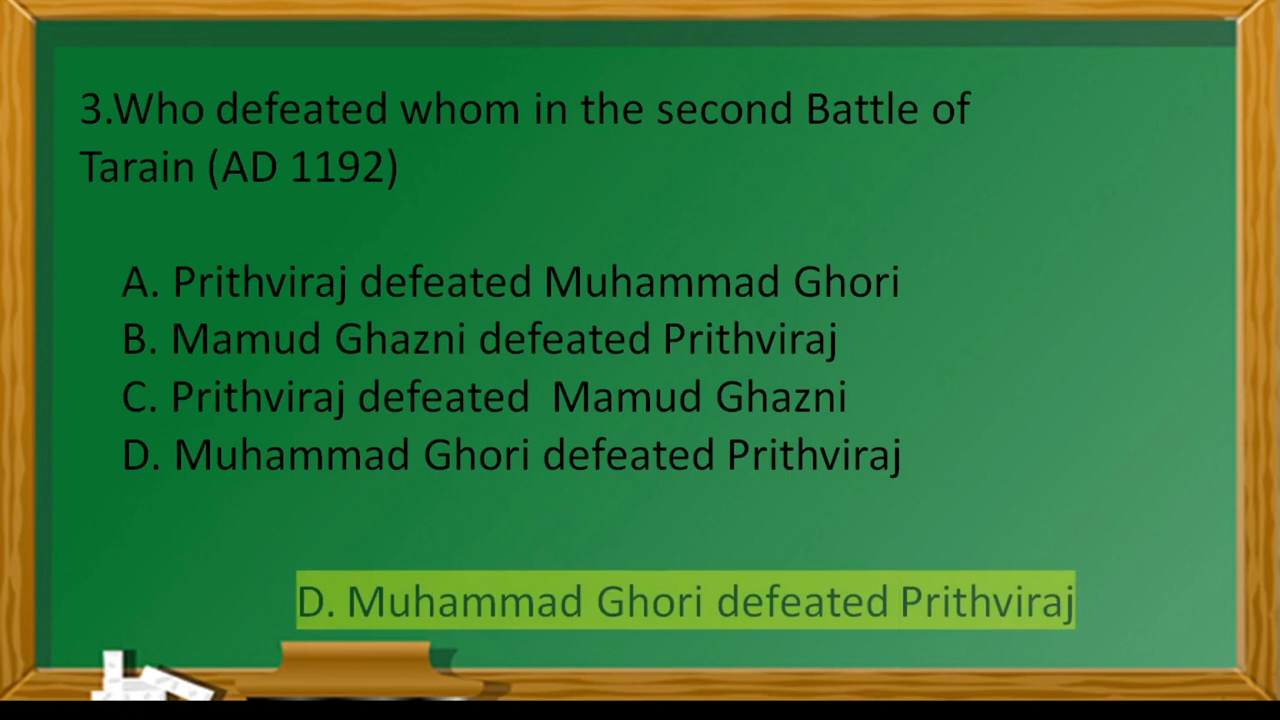 3.Who defeated whom in the second Battle of
Tarain (AD 1192)
A. Prithviraj defeated Muhammad Ghori
B. Mamud Ghazni defeated Prithviraj
C. Prithviraj defeated  Mamud Ghazni
D. Muhammad Ghori defeated Prithviraj
D. Muhammad Ghori defeated Prithviraj